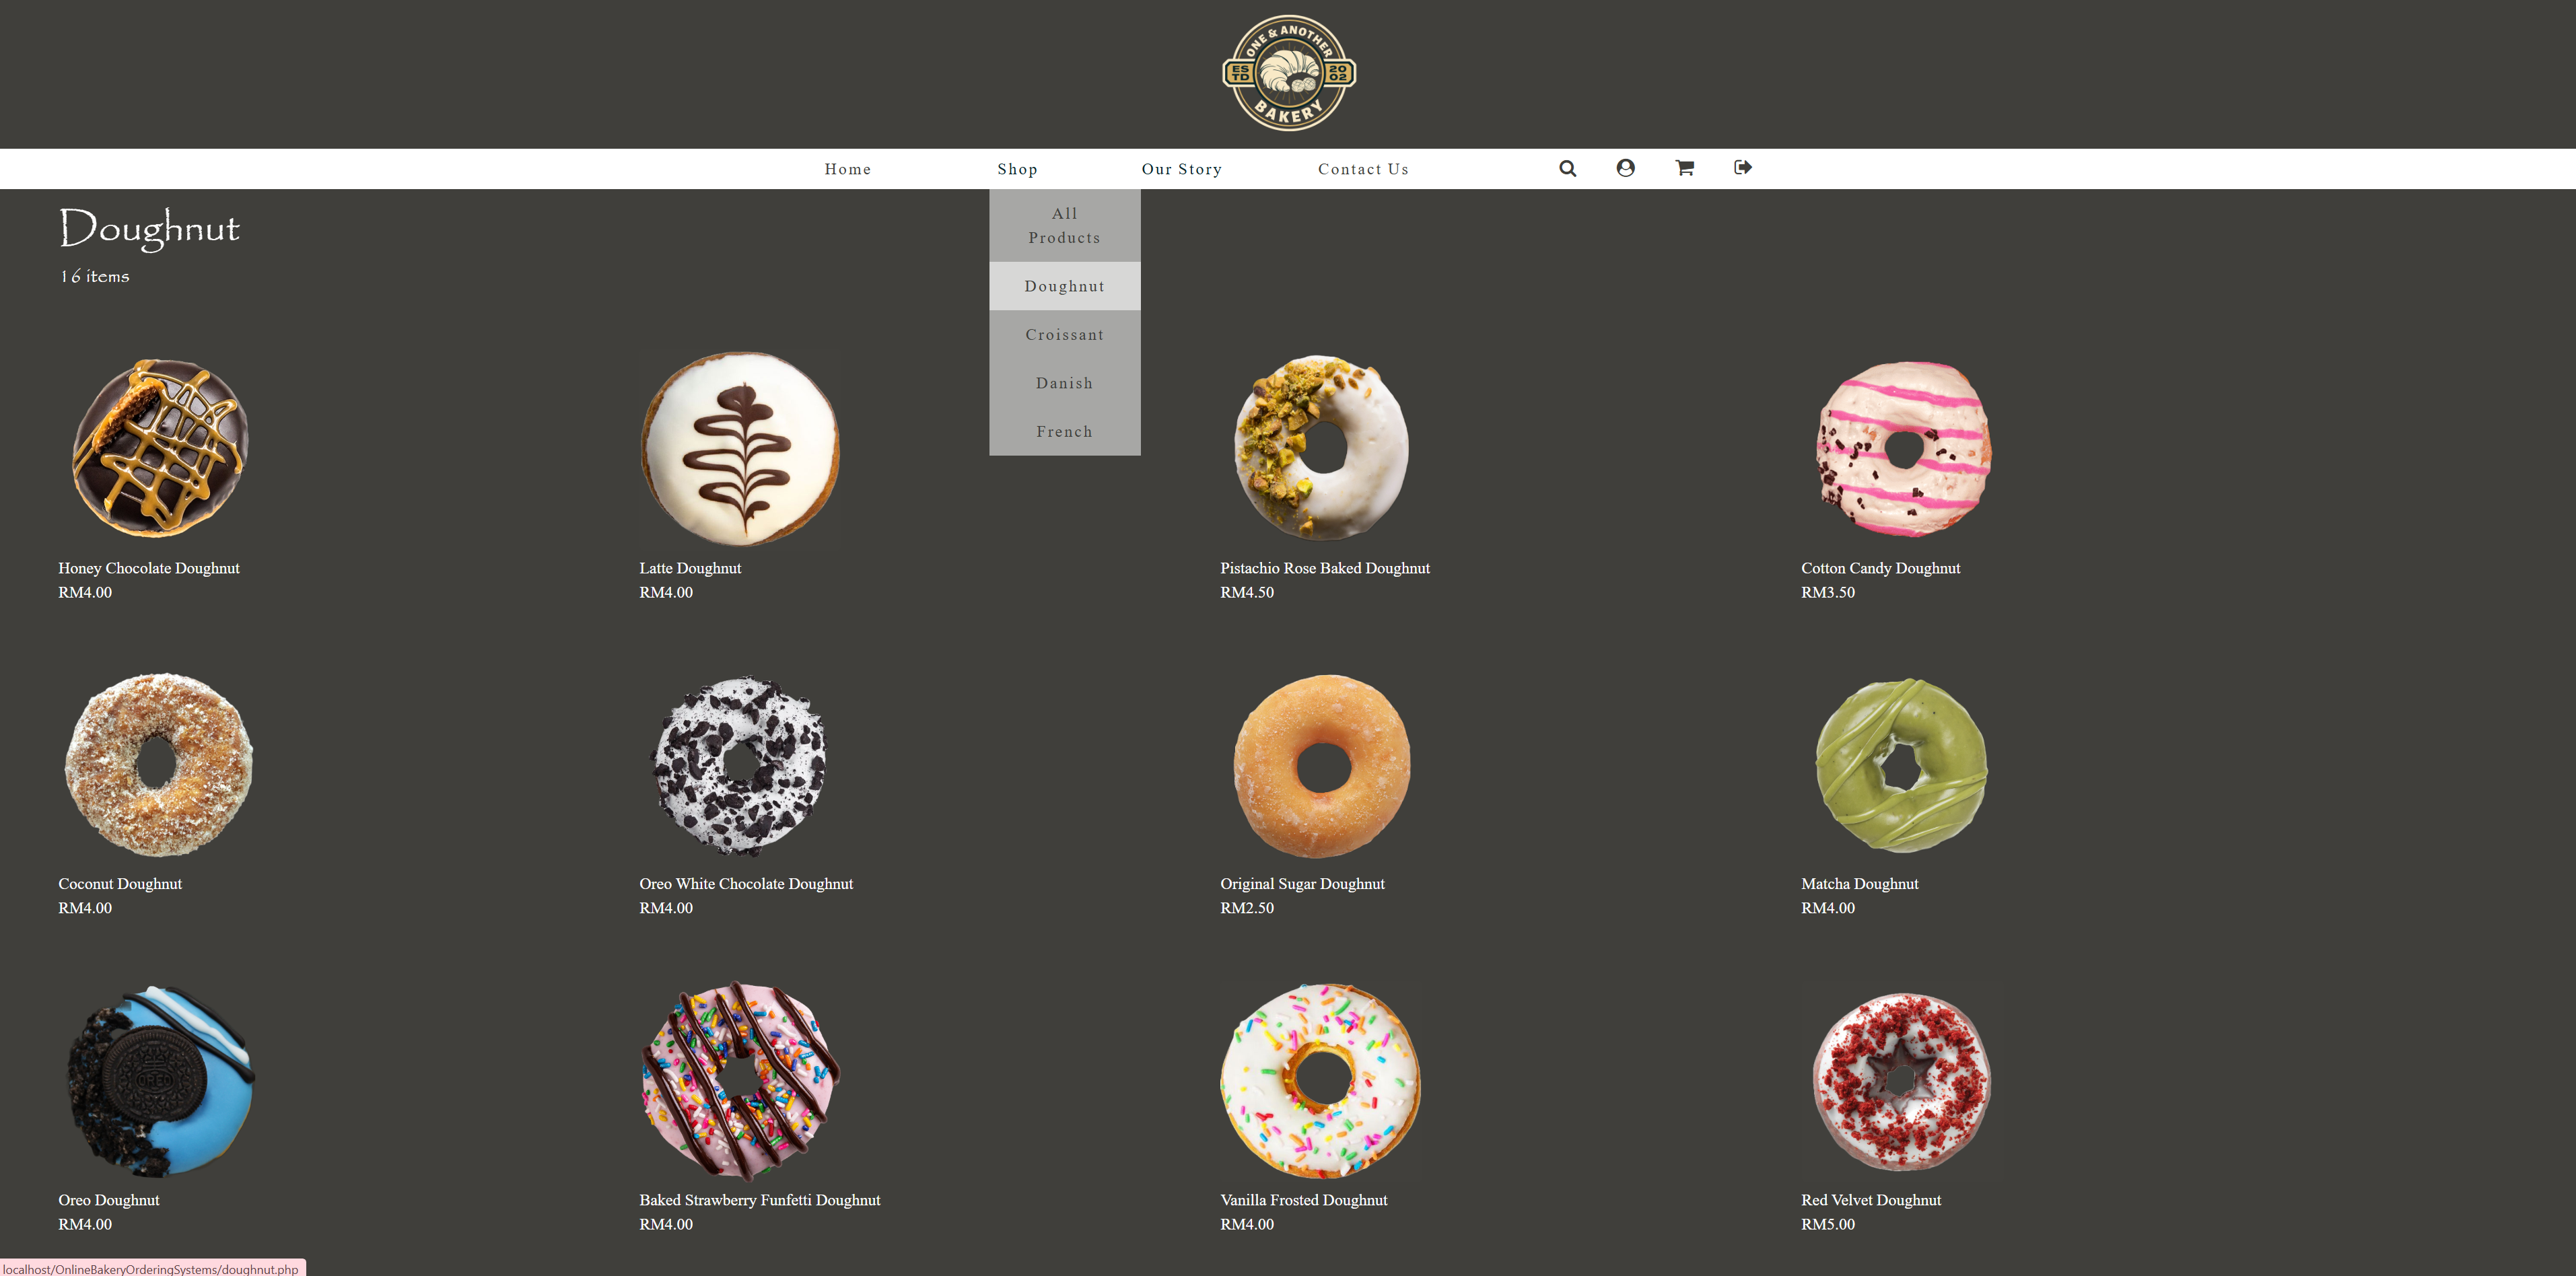 ONE & ANOTHER
ES
TD
20
02
BAKERY
Home
Shop
Our Story
Contact Us
All
Products
Doughnut
Croissant
Danish
French
Doughnut
16 items
Honey Chocolate Doughnut
RM4.00
Latte Doughnut
RM4.00
Pistachio Rose Baked Doughnut
RM4.50
Cotton Candy Doughnut
RM3.50
Coconut Doughnut
RM4.00
Oreo White Chocolate Doughnut
RM4.00
Original Sugar Doughnut
RM2.50
Matcha Doughnut
RM4.00
OREO
Oreo Doughnut
RM4.00
Baked Strawberry Funfetti Doughnut
RM4.00
Vanilla Frosted Doughnut
RM4.00
Red Velvet Doughnut
RM5.00
localhost/OnlineBakeryOrderingSystems/doughnut.php